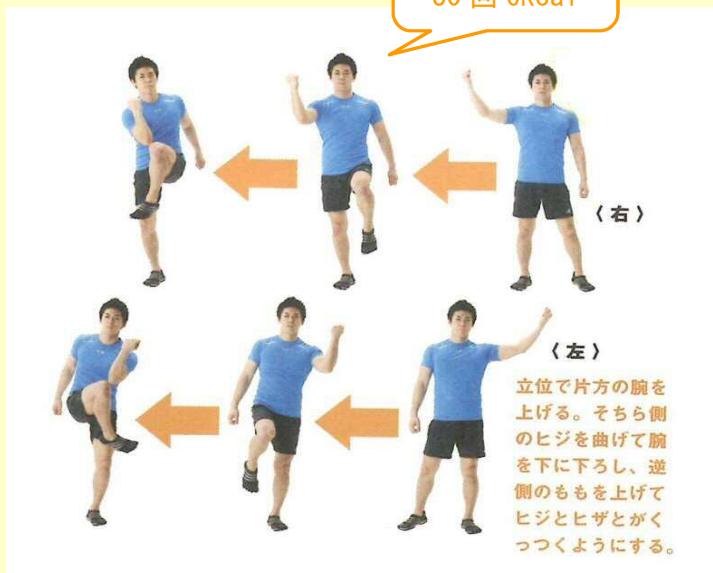 〈右〉
〈左〉
立位で片方の腕を
上げる。そちら側
のヒジを曲げて腕
を下に下ろし、逆
側のももを上げて
ヒジとヒザとがく
っつくようにする。